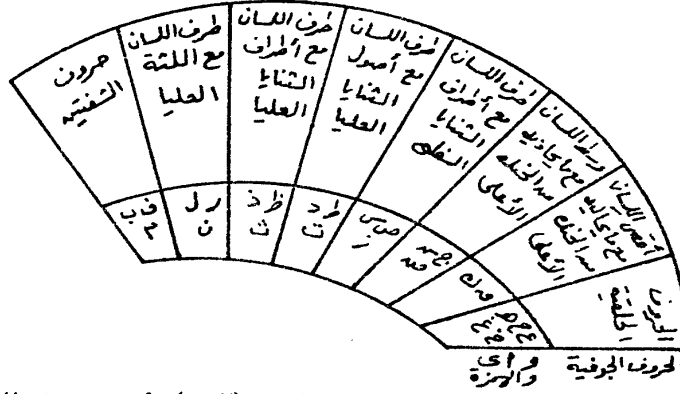 حروف
الشفتين
طرف اللسان
مع اللثة
العليا
طرف اللسان
مع أطراف
الثنايا
العليا
طرف اللسان
مع أصول
الثنايا
العليا
طرف اللسان
مع أطراف
الثنايا
السفلى
وسط اللسان
مع ما يحاذيه
من الحنك
الأعلى
أقصى اللسان
مع ما يحاذيه
من الحنك
الأعلى
الحروف
الحلقية
ر ل
ن
ظ ذ
ث
ط د
ت
ص س
ز
ق ك
ع ح ه
و ا ي
والهمزة
لحروف الجوفية